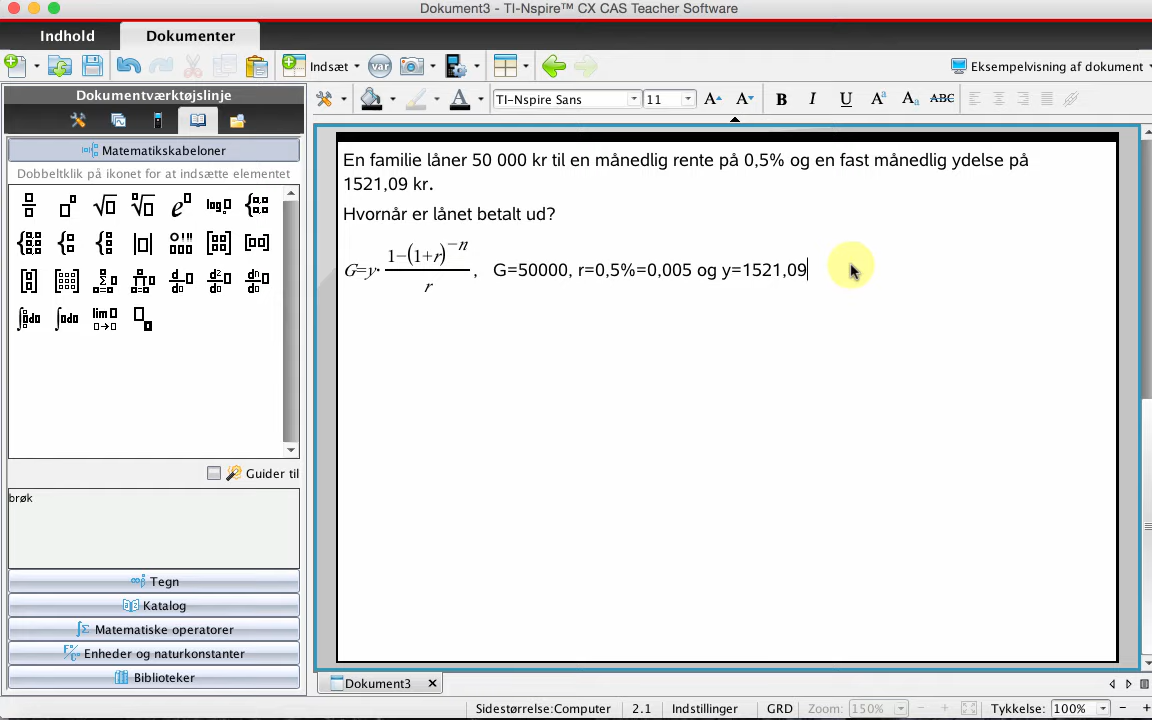 Dokument3 - TI-Nspire™ CX CAS Teacher Software
Indhold
Dokumenter
Indsæt
var
Eksempelvisning af dokument
Dokumentværktøjslinje
TI-Nspire Sans
11
A
A
A
B
I
U
A
A
ABC
Matematikskabeloner
Dobbeltklik på ikonet for at indsætte elementet
Guider til
brøk
Tegn
Katalog
Matematiske operatorer
Enheder og naturkonstanter
Biblioteker
En familie låner 50 000 kr til en månedlig rente på 0,5% og en fast månedlig ydelse på
1521,09 kr.
Hvornår er lånet betalt ud?
G=y·(1−(1+r)^−n)/r, G=50000, r=0,5%=0,005 og y=1521,09
Dokument3
Sidestørrelse:Computer
2.1
Indstillinger
GRD
Zoom:
150%
Tykkelse:
100%